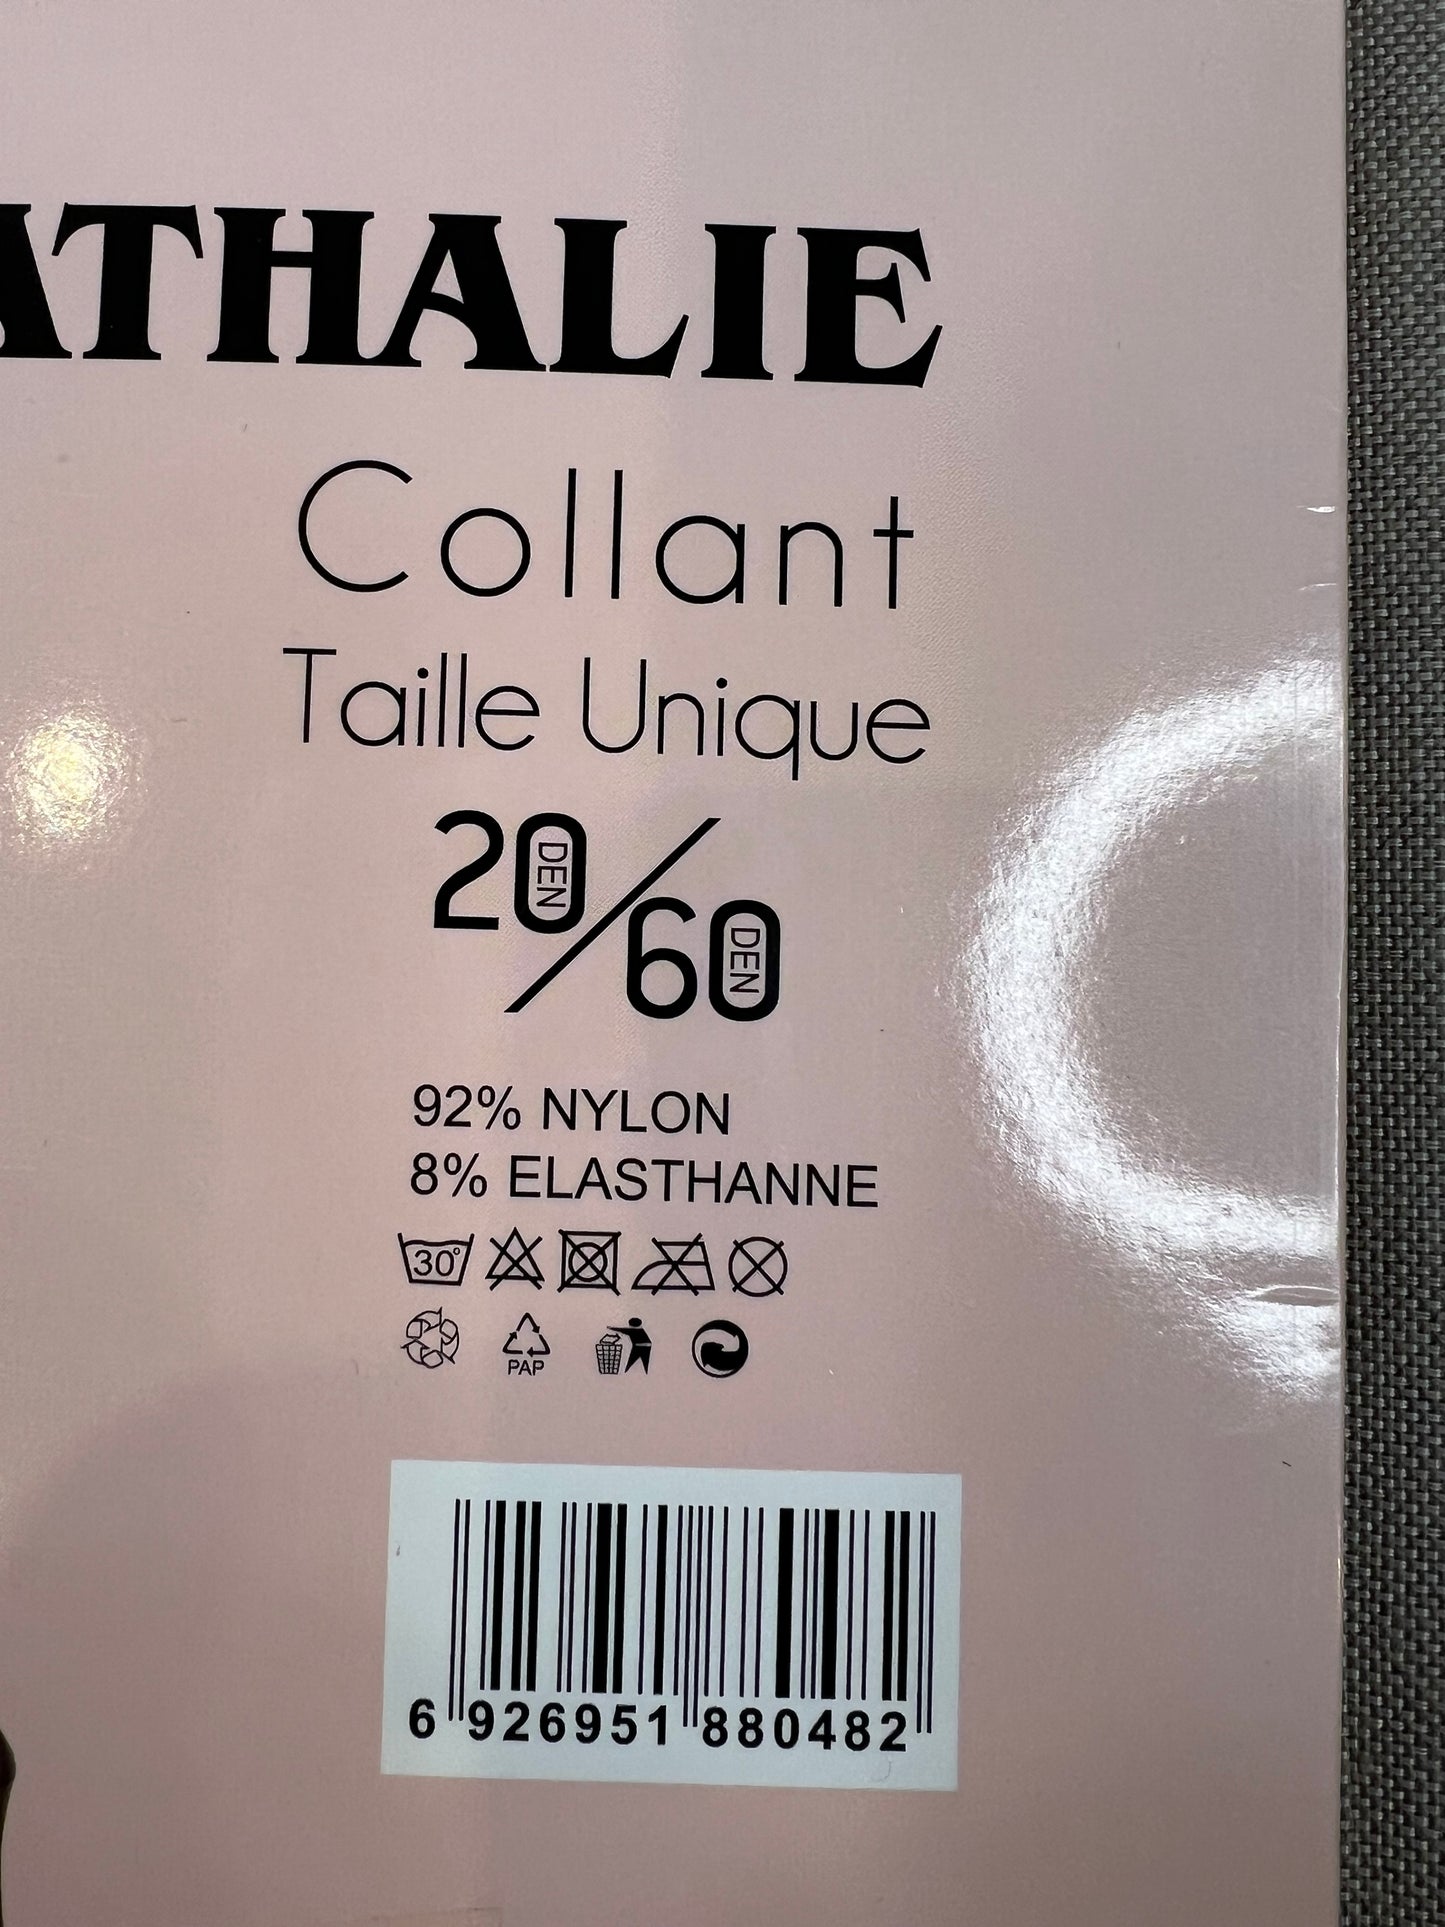 ATHALIE
Collant
Taille Unique
20 DEN / 60 DEN
92% NYLON
8% ELASTHANNE
30°
PAP
6 926951 880482